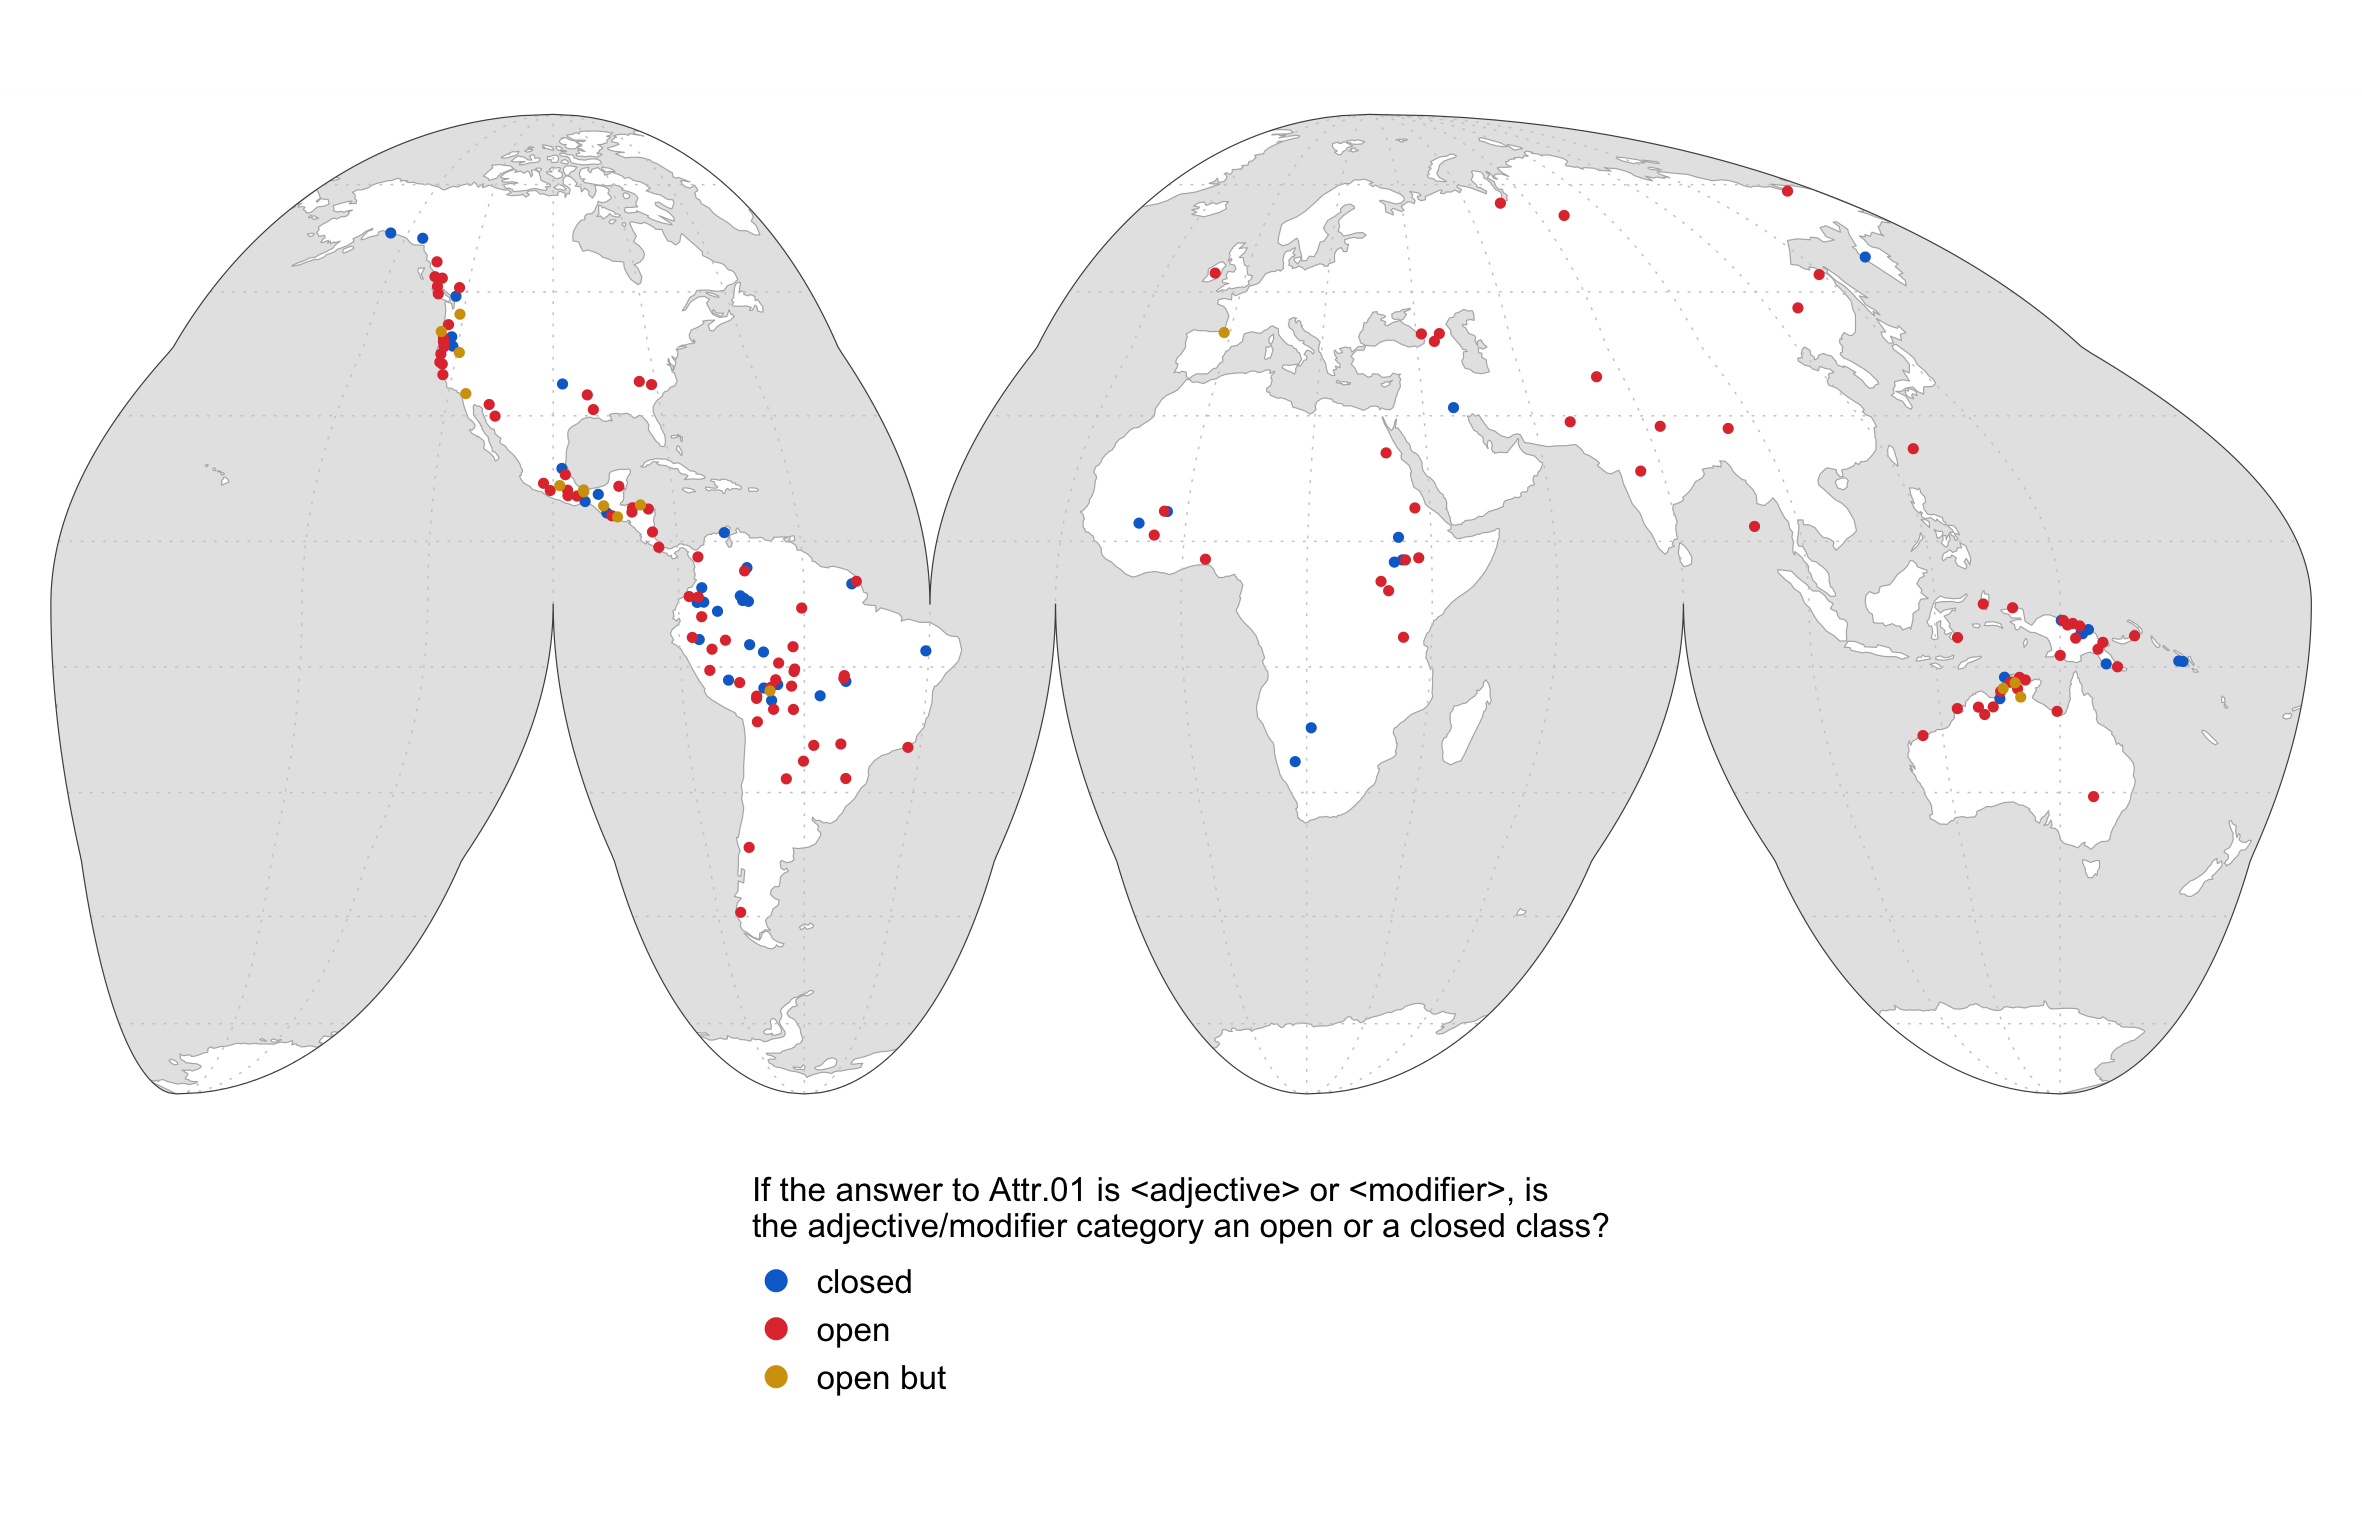 If the answer to Attr.01 is <adjective> or <modifier>, is
the adjective/modifier category an open or a closed class?
closed
open
open but